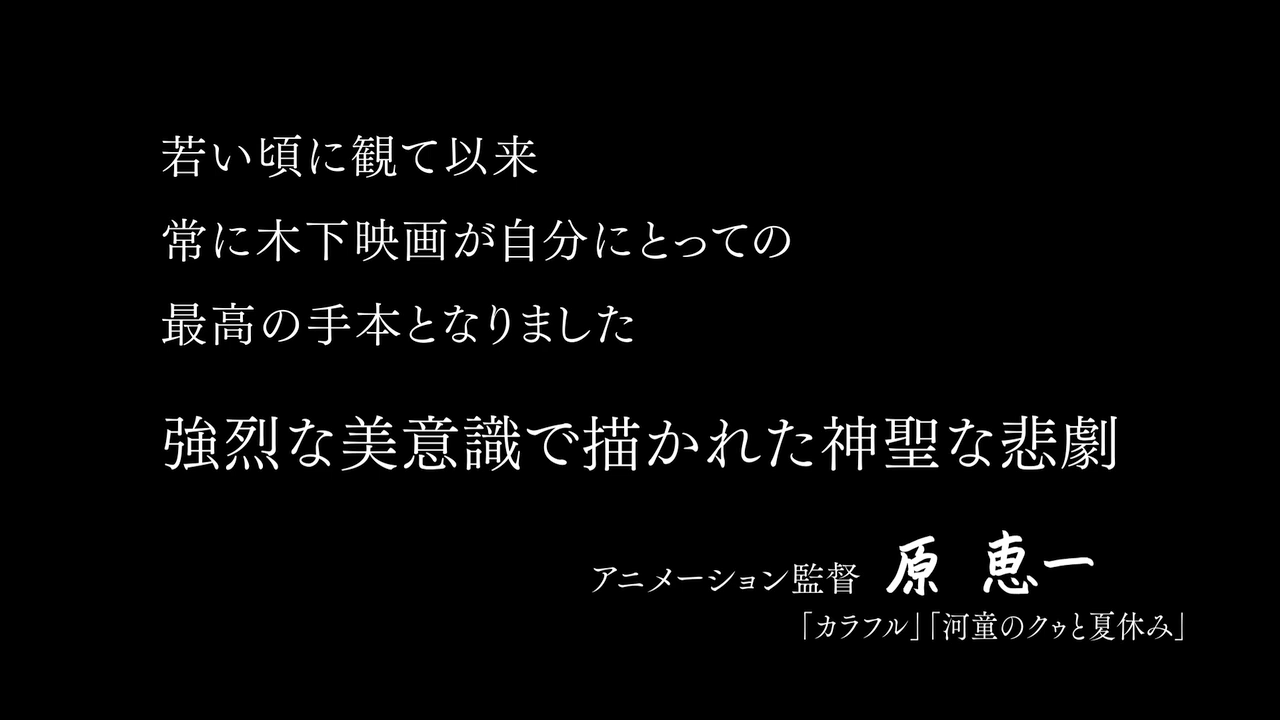 若い頃に観て以来
常に木下映画が自分にとっての
最高の手本となりました
強烈な美意識で描かれた神聖な悲劇
アニメーション監督 原 恵一
「カラフル」「河童のクゥと夏休み」